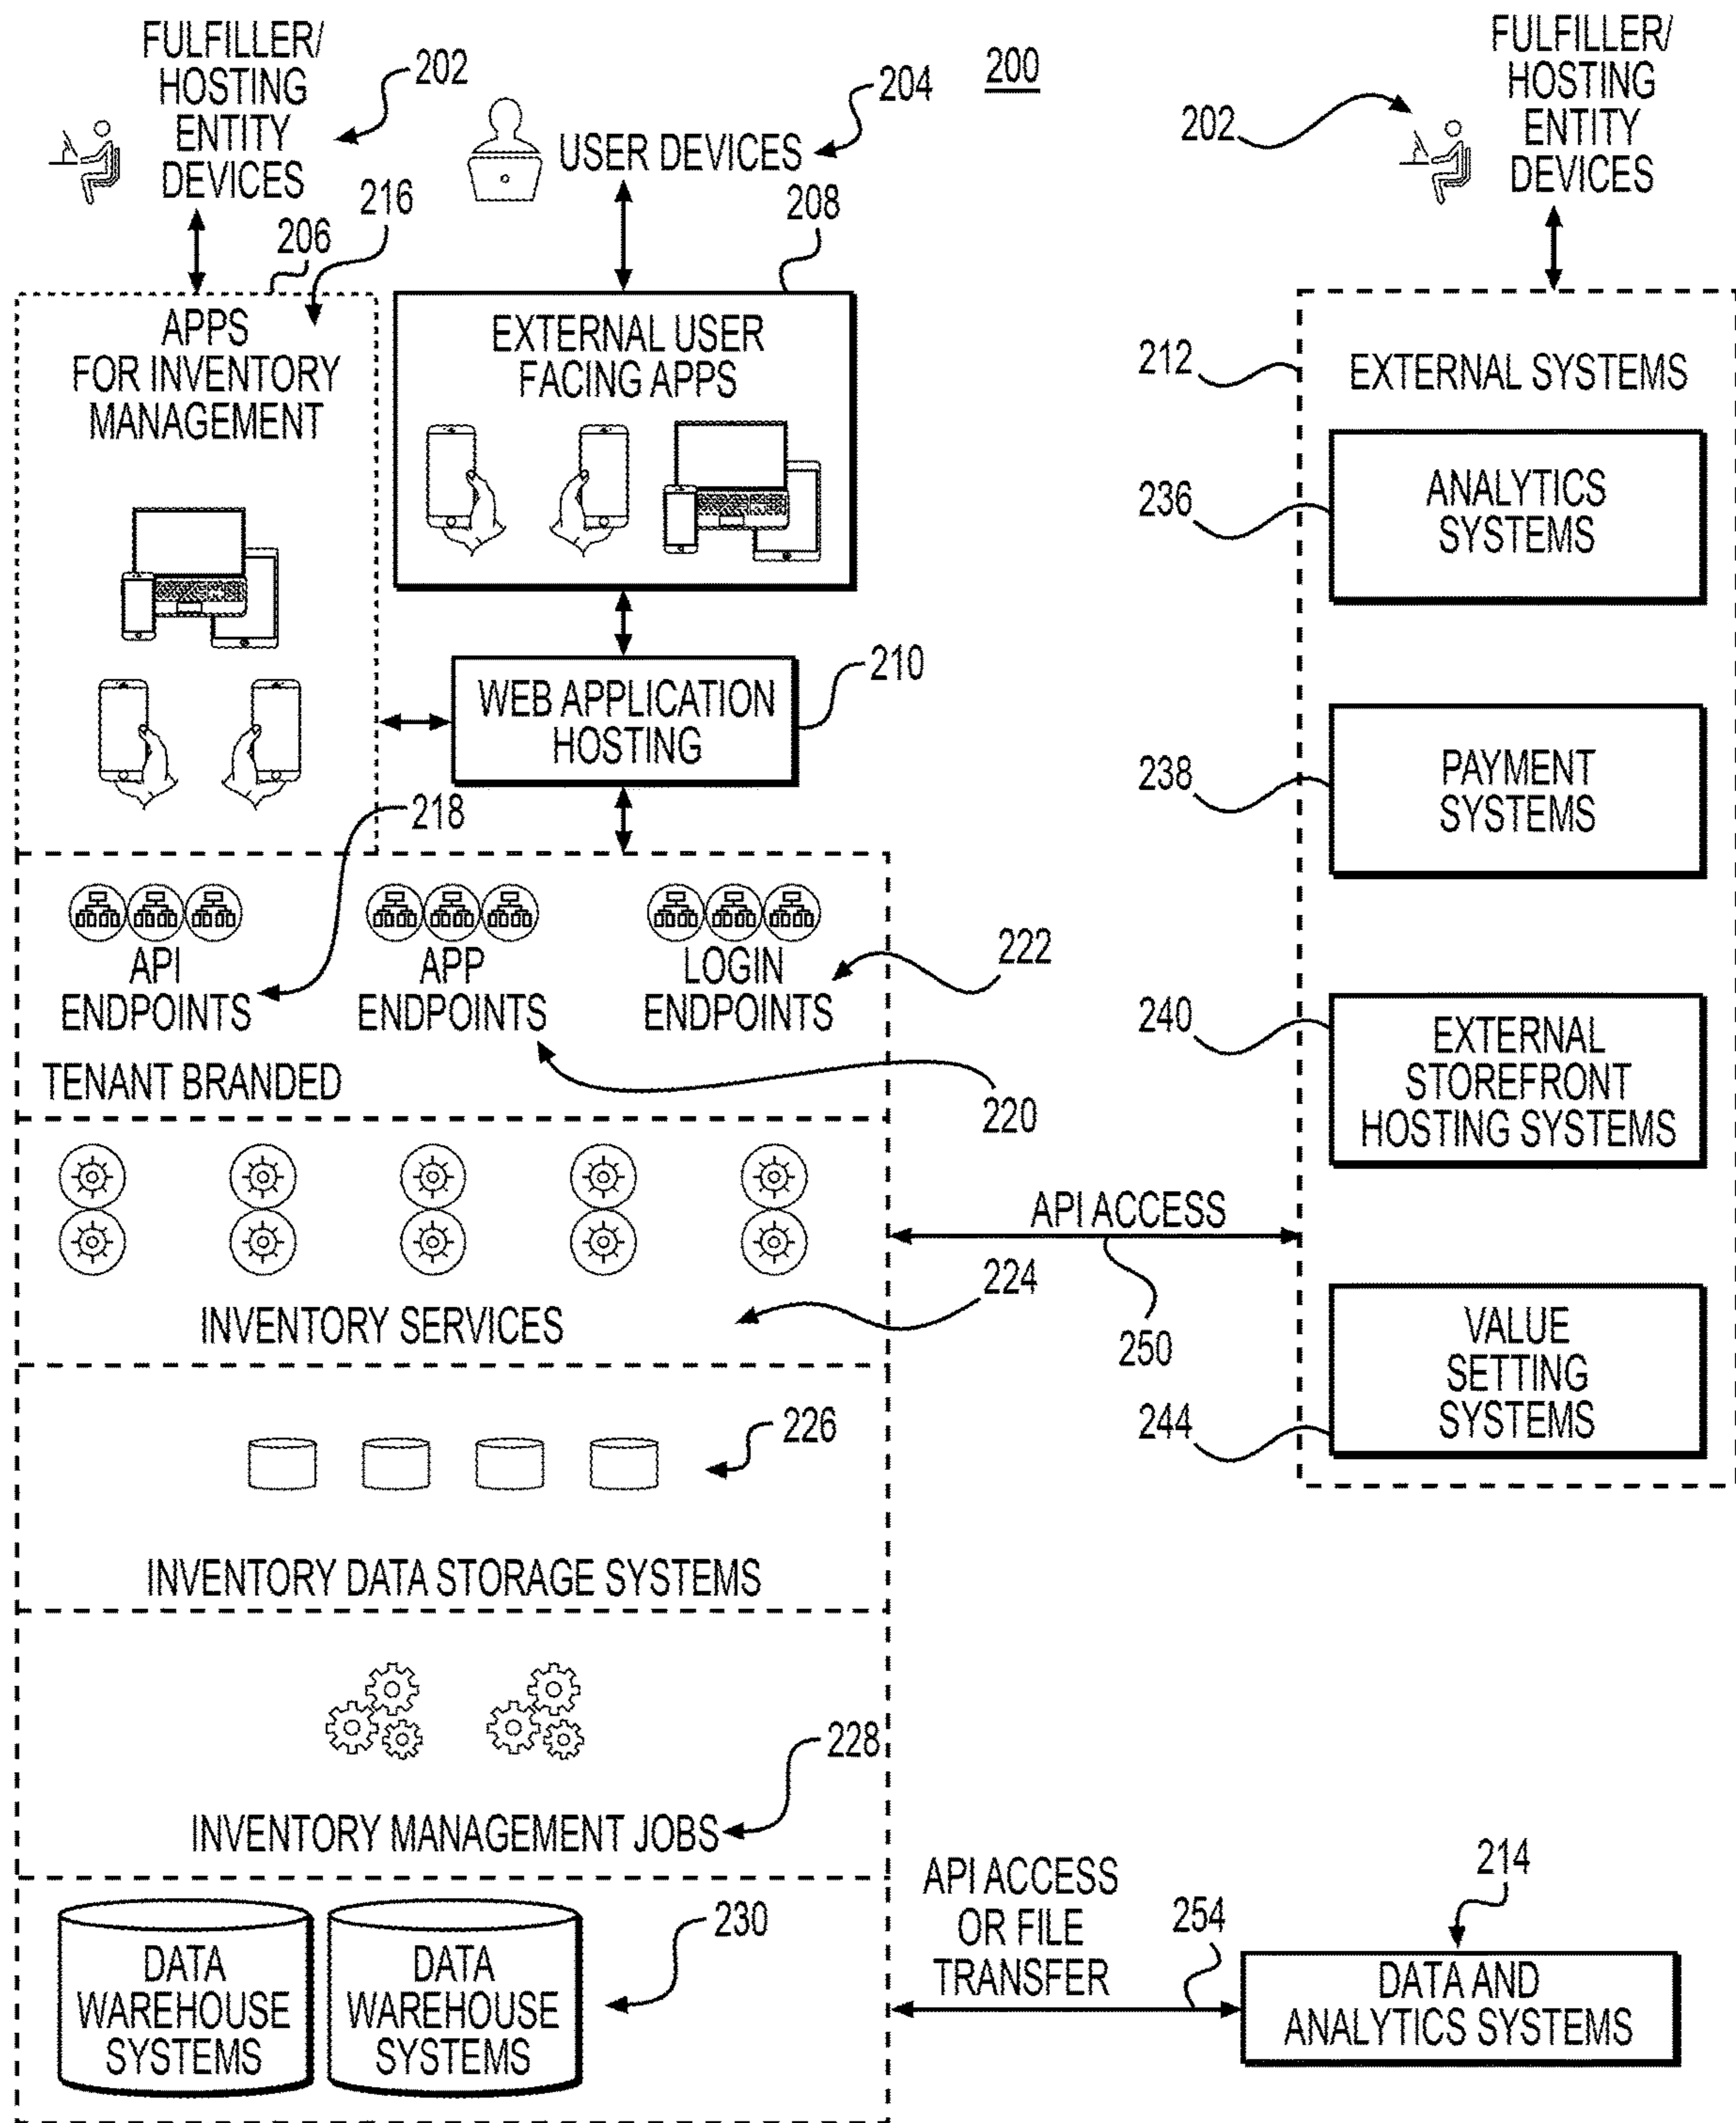 FULFILLER/
HOSTING
ENTITY
DEVICES
202
USER DEVICES
204
200
FULFILLER/
HOSTING
ENTITY
DEVICES
202
206
216
208
APPS
FOR INVENTORY
MANAGEMENT
EXTERNAL USER
FACING APPS
212
EXTERNAL SYSTEMS
236
ANALYTICS
SYSTEMS
WEB APPLICATION
HOSTING
210
238
PAYMENT
SYSTEMS
218
API
ENDPOINTS
APP
ENDPOINTS
LOGIN
ENDPOINTS
222
TENANT BRANDED
220
240
EXTERNAL
STOREFRONT
HOSTING SYSTEMS
API ACCESS
250
INVENTORY SERVICES
224
244
VALUE
SETTING
SYSTEMS
226
INVENTORY DATA STORAGE SYSTEMS
228
INVENTORY MANAGEMENT JOBS
DATA
WAREHOUSE
SYSTEMS
DATA
WAREHOUSE
SYSTEMS
230
API ACCESS
OR FILE
TRANSFER
254
214
DATA AND
ANALYTICS SYSTEMS